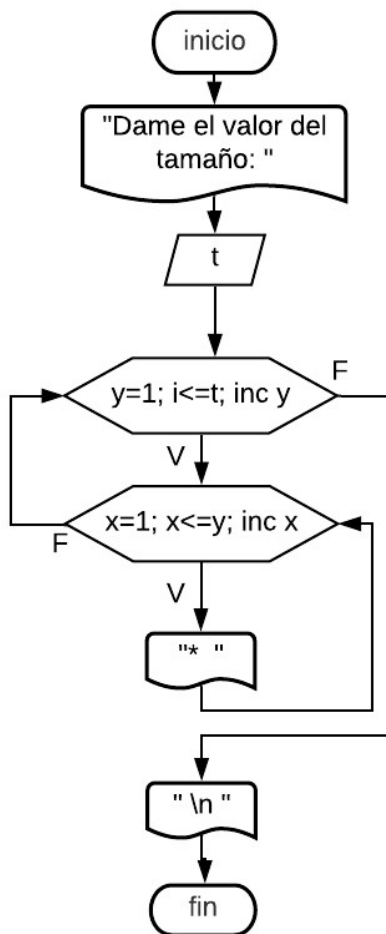 inicio
"Dame el valor del
tamaño: "
t
y=1; i<=t; inc y
F
V
x=1; x<=y; inc x
F
V
"*  "
" \n "
fin